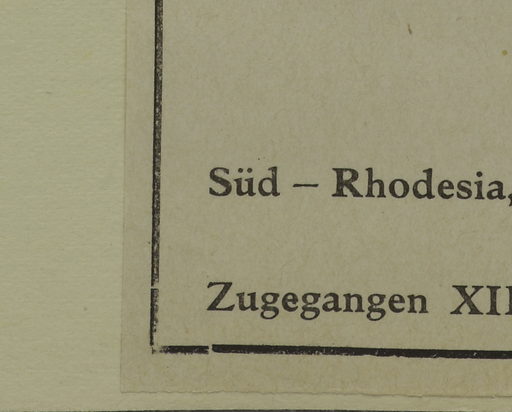 Süd – Rhodesia,
Zugegangen